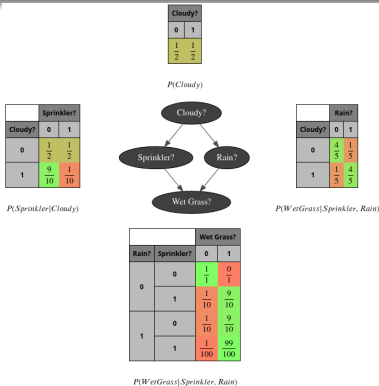 Cloudy?
0 1
1/2 1/2
P(Cloudy)
Sprinkler?
Cloudy? 0 1
0 1/2 1/2
1 9/10 1/10
P(Sprinkler|Cloudy)
Cloudy?
Sprinkler? Rain?
Wet Grass?
Rain?
Cloudy? 0 1
0 4/5 1/5
1 1/5 4/5
P(WetGrass|Sprinkler, Rain)
Wet Grass?
Rain? Sprinkler? 0 1
0 0 1/1 0/1
1 1/10 9/10
1 0 1/10 9/10
1 1/100 99/100
P(WetGrass|Sprinkler, Rain)